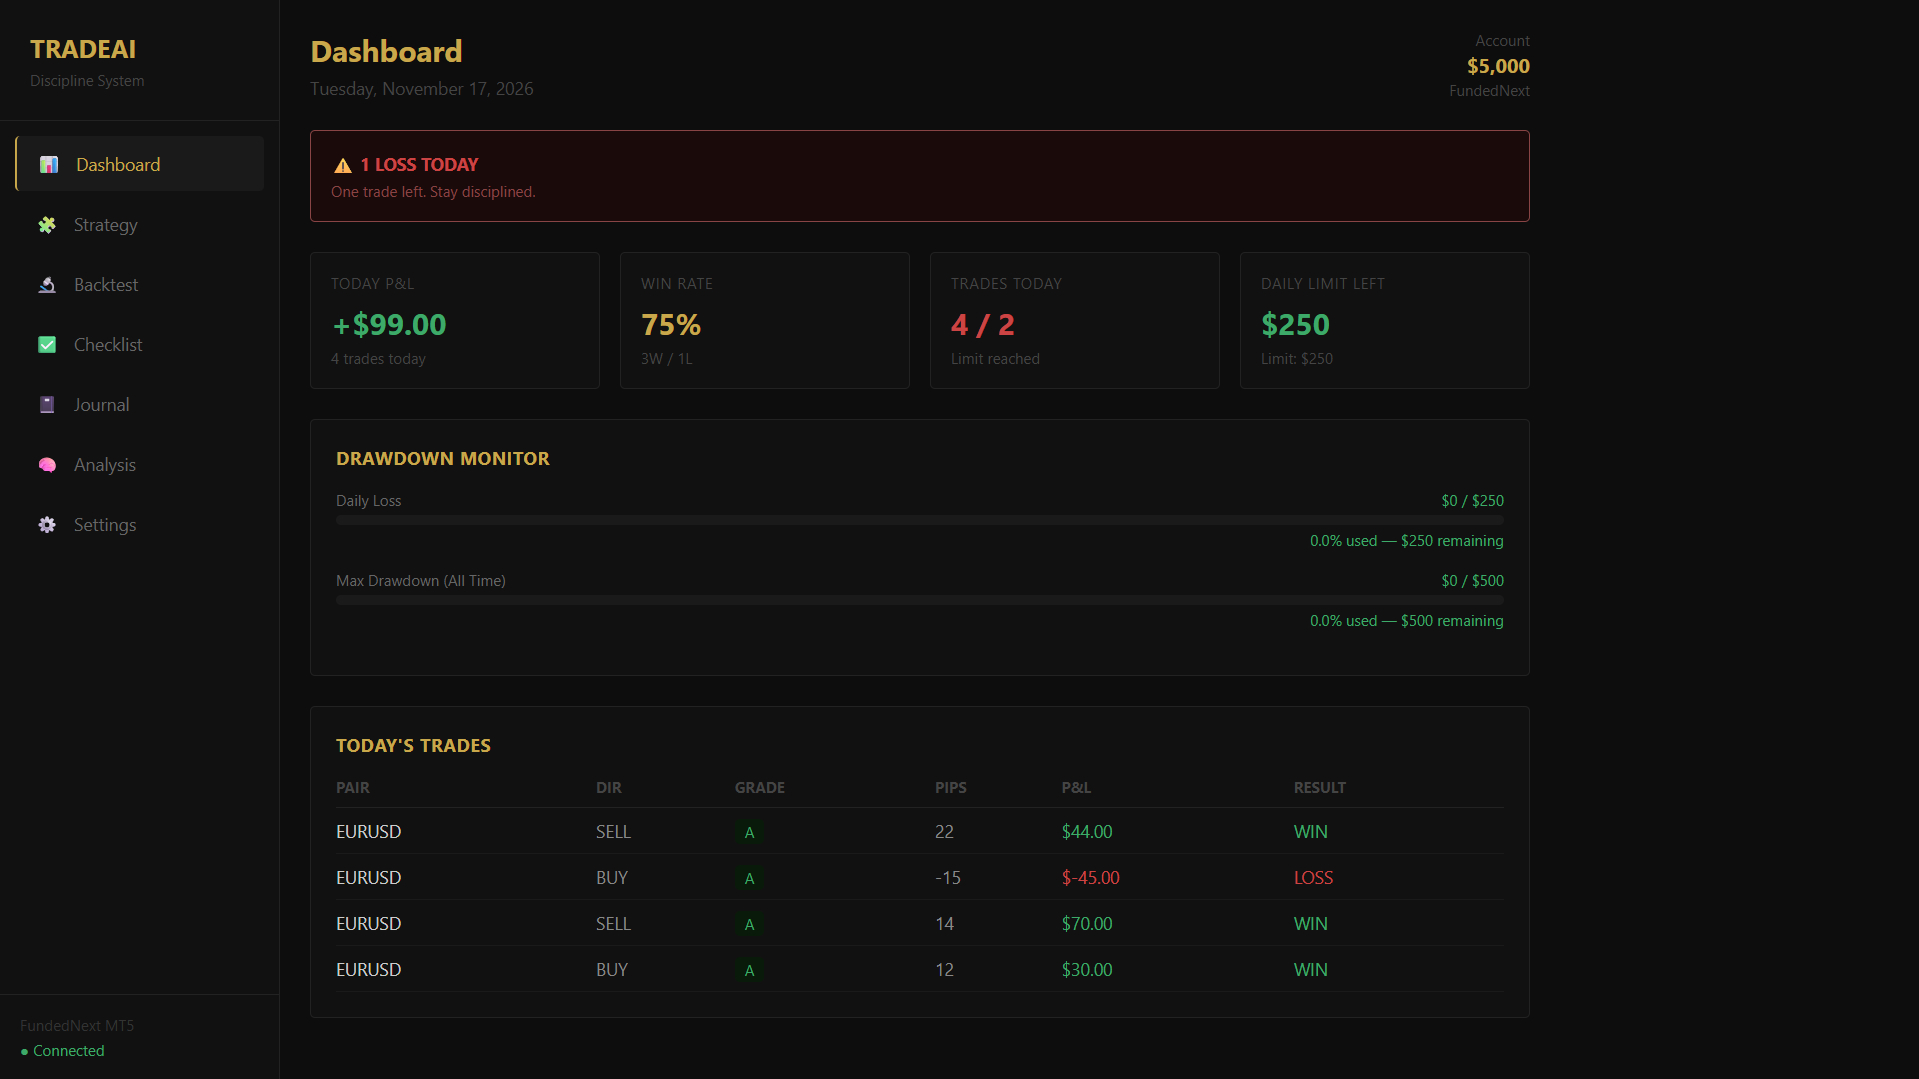 TRADEAI
Discipline System
Dashboard
Strategy
Backtest
Checklist
Journal
Analysis
Settings
FundedNext MT5
● Connected
Dashboard
Tuesday, November 17, 2026
Account
$5,000
FundedNext
⚠️ 1 LOSS TODAY
One trade left. Stay disciplined.
TODAY P&L
+$99.00
4 trades today
WIN RATE
75%
3W / 1L
TRADES TODAY
4 / 2
Limit reached
DAILY LIMIT LEFT
$250
Limit: $250
DRAWDOWN MONITOR
Daily Loss $0 / $250
0.0% used — $250 remaining
Max Drawdown (All Time) $0 / $500
0.0% used — $500 remaining
TODAY'S TRADES
PAIR DIR GRADE PIPS P&L RESULT
EURUSD SELL A 22 $44.00 WIN
EURUSD BUY A -15 $-45.00 LOSS
EURUSD SELL A 14 $70.00 WIN
EURUSD BUY A 12 $30.00 WIN